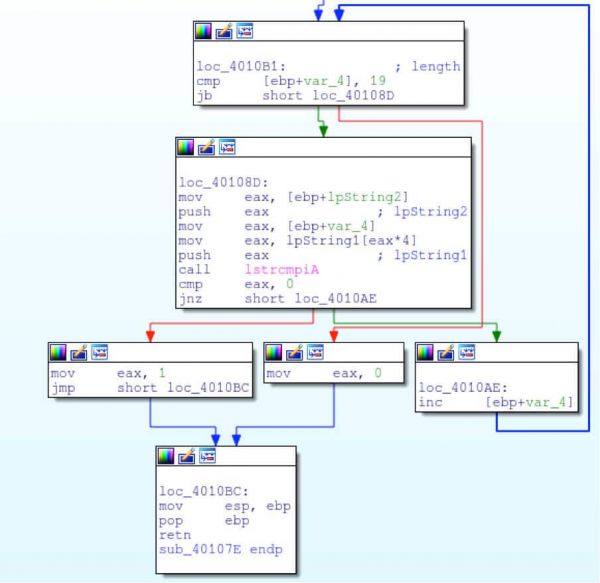 loc_4010B1: ; length
cmp [ebp+var_4], 19
jb short loc_40108D
loc_40108D:
mov eax, [ebp+lpString2]
push eax ; lpString2
mov eax, [ebp+var_4]
mov eax, lpString1[eax*4]
push eax ; lpString1
call lstrcmpiA
cmp eax, 0
jnz short loc_4010AE
mov eax, 1
jmp short loc_4010BC
mov eax, 0
loc_4010AE:
inc [ebp+var_4]
loc_4010BC:
mov esp, ebp
pop ebp
retn
sub_40107E endp